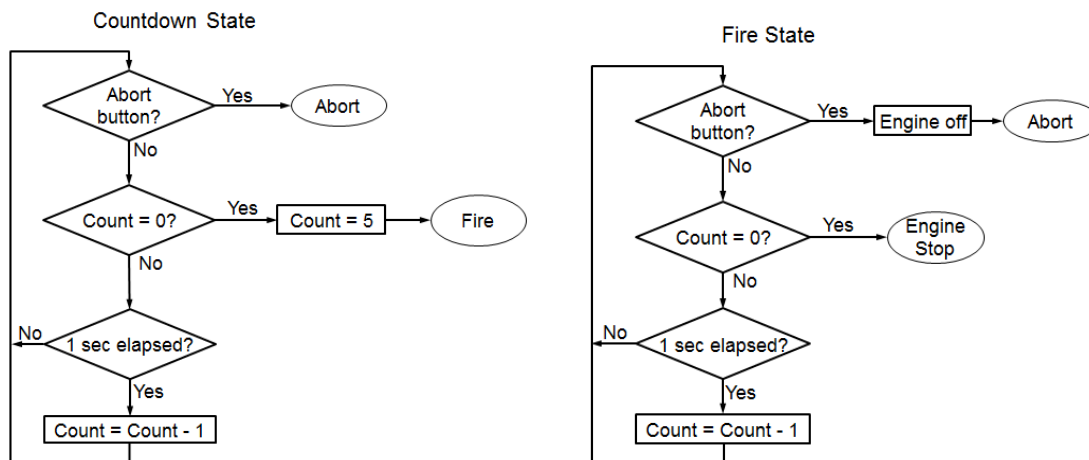 Countdown State
Abort
button?
Yes
Abort
No
Count = 0?
Yes
Count = 5
Fire
No
1 sec elapsed?
No
Yes
Count = Count - 1
Fire State
Abort
button?
Yes
Engine off
Abort
No
Count = 0?
Yes
Engine
Stop
No
1 sec elapsed?
No
Yes
Count = Count - 1